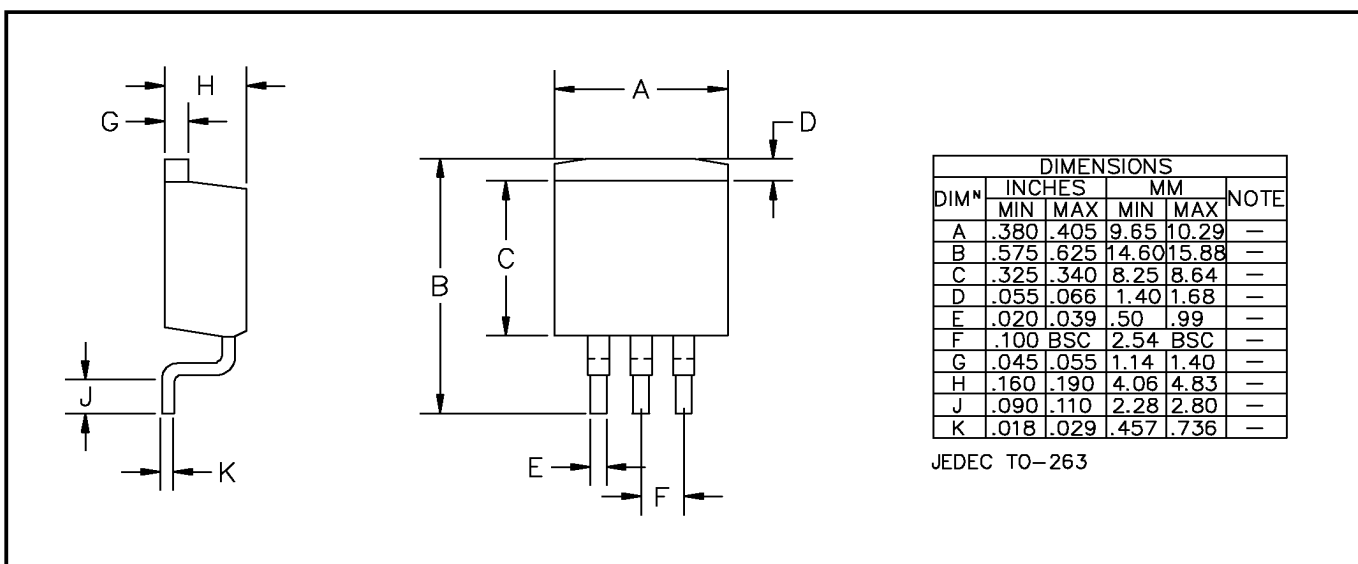 H
G
A
D
C
B
J
K
E
F
DIMENSIONS
DIMᴺ INCHES MM NOTE
MIN MAX MIN MAX
A .380 .405 9.65 10.29 —
B .575 .625 14.60 15.88 —
C .325 .340 8.25 8.64 —
D .055 .066 1.40 1.68 —
E .020 .039 .50 .99 —
F .100 BSC 2.54 BSC —
G .045 .055 1.14 1.40 —
H .160 .190 4.06 4.83 —
J .090 .110 2.28 2.80 —
K .018 .029 .457 .736 —
JEDEC TO-263